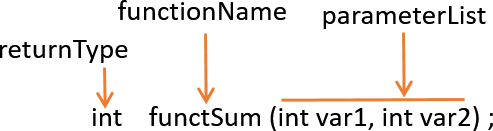 functionName
parameterList
returnType
int functSum (int var1, int var2) ;